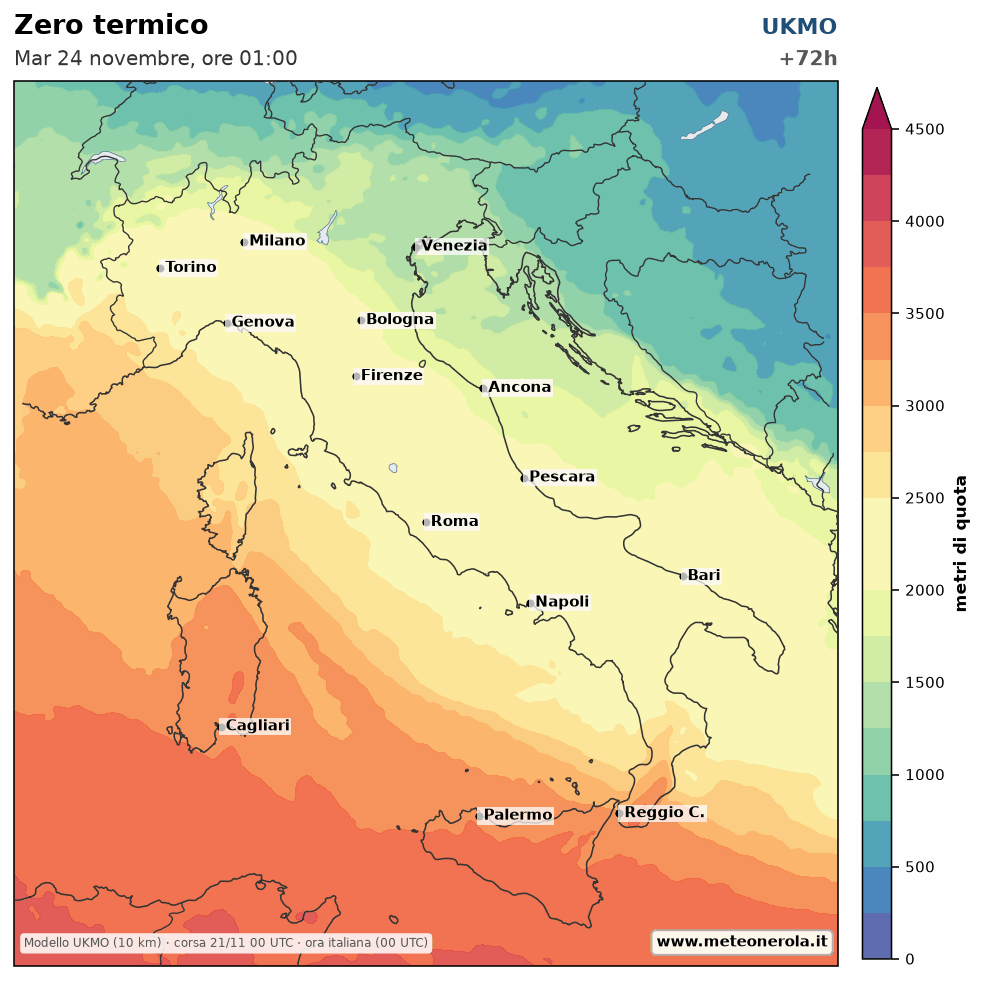 Zero termico
UKMO
Mar 24 novembre, ore 01:00
+72h
4500
4000
3500
3000
2500
2000
1500
1000
500
0
metri di quota
Milano
Venezia
Torino
Genova
Bologna
Firenze
Ancona
Pescara
Roma
Bari
Napoli
Cagliari
Palermo
Reggio C.
Modello UKMO (10 km) · corsa 21/11 00 UTC · ora italiana (00 UTC)
www.meteonerola.it